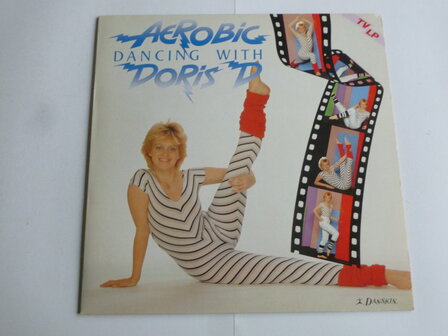 AEROBIC
DANCING WITH
DORIS D
TV LP
DANSKIN